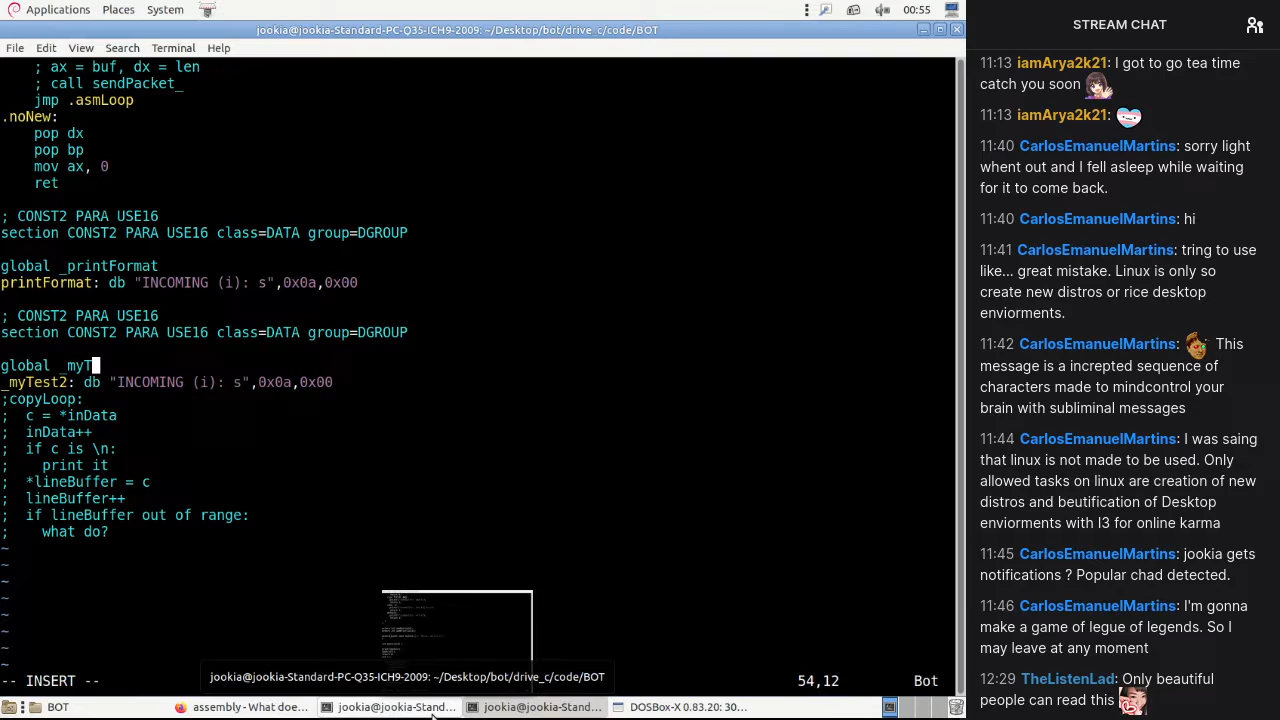 Applications Places System 00:55
jookia@jookia-Standard-PC-Q35-ICH9-2009: ~/Desktop/bot/drive_c/code/BOT
File Edit View Search Terminal Help
; ax = buf, dx = len
; call sendPacket_
jmp .asmLoop
.noNew:
pop dx
pop bp
mov ax, 0
ret
; CONST2 PARA USE16
section CONST2 PARA USE16 class=DATA group=DGROUP
global _printFormat
printFormat: db "INCOMING (i): s",0x0a,0x00
; CONST2 PARA USE16
section CONST2 PARA USE16 class=DATA group=DGROUP
global _myT
_myTest2: db "INCOMING (i): s",0x0a,0x00
;copyLoop:
;  c = *inData
;  inData++
;  if c is \n:
;    print it
;  *lineBuffer = c
;  lineBuffer++
;  if lineBuffer out of range:
;    what do?
~
~
~
~
~
~
~
~
jookia@jookia-Standard-PC-Q35-ICH9-2009: ~/Desktop/bot/drive_c/code/BOT
-- INSERT -- 54,12 Bot
BOT assembly - What doe... jookia@jookia-Stand... jookia@jookia-Stand... DOSBox-X 0.83.20: 30...
STREAM CHAT
11:13 iamArya2k21: I got to go tea time
catch you soon
11:13 iamArya2k21:
11:40 CarlosEmanuelMartins: sorry light
whent out and I fell asleep while waiting
for it to come back.
11:40 CarlosEmanuelMartins: hi
11:41 CarlosEmanuelMartins: tring to use
like... great mistake. Linux is only so
create new distros or rice desktop
enviorments.
11:42 CarlosEmanuelMartins: This
message is a increpted sequence of
characters made to mindcontrol your
brain with subliminal messages
11:44 CarlosEmanuelMartins: I was saing
that linux is not made to be used. Only
allowed tasks on linux are creation of new
distros and beutification of Desktop
enviorments with I3 for online karma
11:45 CarlosEmanuelMartins: jookia gets
notifications ? Popular chad detected.
11:46 CarlosEmanuelMartins: I am gonna
make a game of leage of legends. So I
may leave at any moment
12:29 TheListenLad: Only beautiful
people can read this